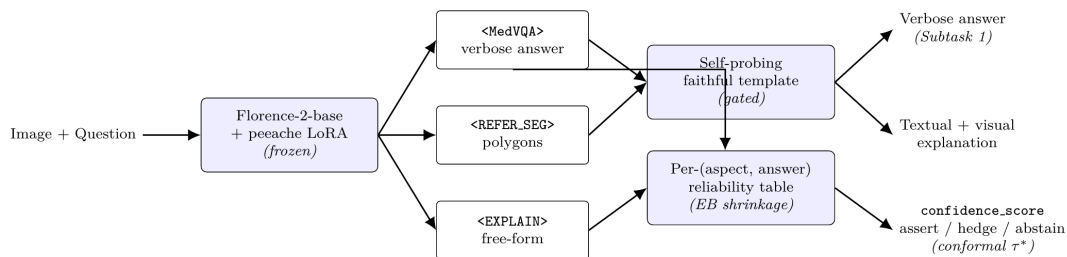 Image + Question
Florence-2-base
+ peeache LoRA
(frozen)
<MedVQA>
verbose answer
<REFER_SEG>
polygons
<EXPLAIN>
free-form
Self-probing
faithful template
(gated)
Per-(aspect, answer)
reliability table
(EB shrinkage)
Verbose answer
(Subtask 1)
Textual + visual
explanation
confidence_score
assert / hedge / abstain
(conformal τ*)